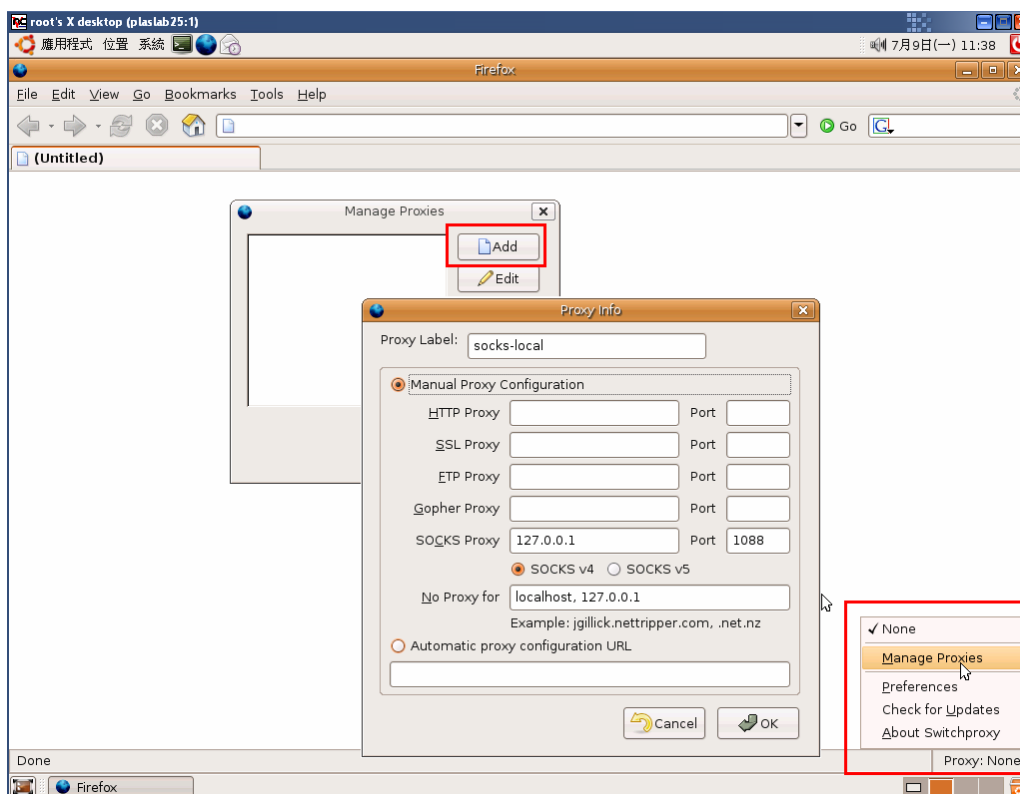 root's X desktop (plaslab25:1)
應用程式 位置 系統 7月9日(一) 11:38
Firefox
File Edit View Go Bookmarks Tools Help
Go G
(Untitled)
Manage Proxies
Add
Edit
Proxy Info
Proxy Label: socks-local
Manual Proxy Configuration
HTTP Proxy Port
SSL Proxy Port
FTP Proxy Port
Gopher Proxy Port
SOCKS Proxy 127.0.0.1 Port 1088
SOCKS v4 SOCKS v5
No Proxy for localhost, 127.0.0.1
Example: jgillick.nettripper.com, .net.nz
Automatic proxy configuration URL
Cancel OK
✓ None
Manage Proxies
Preferences
Check for Updates
About Switchproxy
Done Proxy: None
Firefox